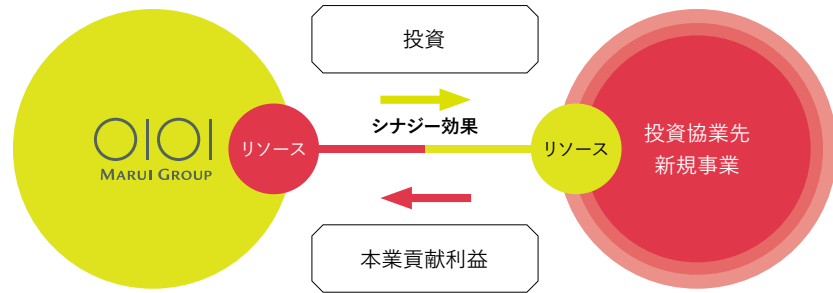 投資
OIOI
MARUI GROUP
リソース
シナジー効果
リソース
投資協業先
新規事業
本業貢献利益